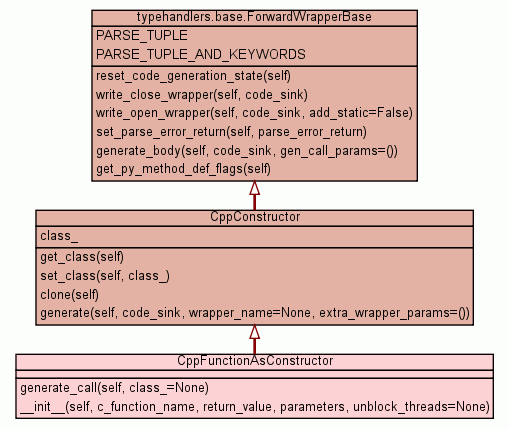 typehandlers.base.ForwardWrapperBase
PARSE_TUPLE
PARSE_TUPLE_AND_KEYWORDS
reset_code_generation_state(self)
write_close_wrapper(self, code_sink)
write_open_wrapper(self, code_sink, add_static=False)
set_parse_error_return(self, parse_error_return)
generate_body(self, code_sink, gen_call_params=())
get_py_method_def_flags(self)
CppConstructor
class_
get_class(self)
set_class(self, class_)
clone(self)
generate(self, code_sink, wrapper_name=None, extra_wrapper_params=())
CppFunctionAsConstructor
generate_call(self, class_=None)
__init__(self, c_function_name, return_value, parameters, unblock_threads=None)